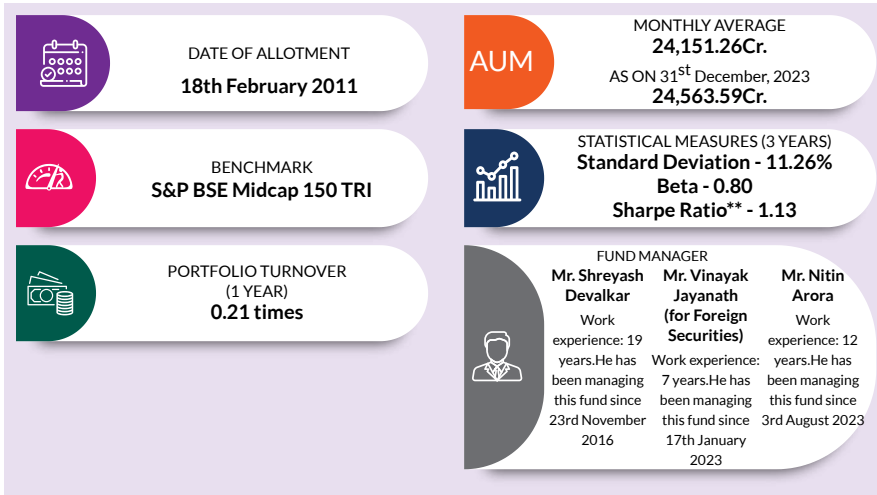 DATE OF ALLOTMENT
18th February 2011
BENCHMARK
S&P BSE Midcap 150 TRI
PORTFOLIO TURNOVER
(1 YEAR)
0.21 times
AUM
MONTHLY AVERAGE
24,151.26Cr.
AS ON 31st December, 2023
24,563.59Cr.
STATISTICAL MEASURES (3 YEARS)
Standard Deviation - 11.26%
Beta - 0.80
Sharpe Ratio** - 1.13
FUND MANAGER
Mr. Shreyash
Devalkar
Work
experience: 19
years.He has
been managing
this fund since
23rd November
2016
Mr. Vinayak
Jayanath
(for Foreign
Securities)
Work experience:
7 years.He has
been managing
this fund since
17th January
2023
Mr. Nitin
Arora
Work
experience: 12
years.He has
been managing
this fund since
3rd August 2023